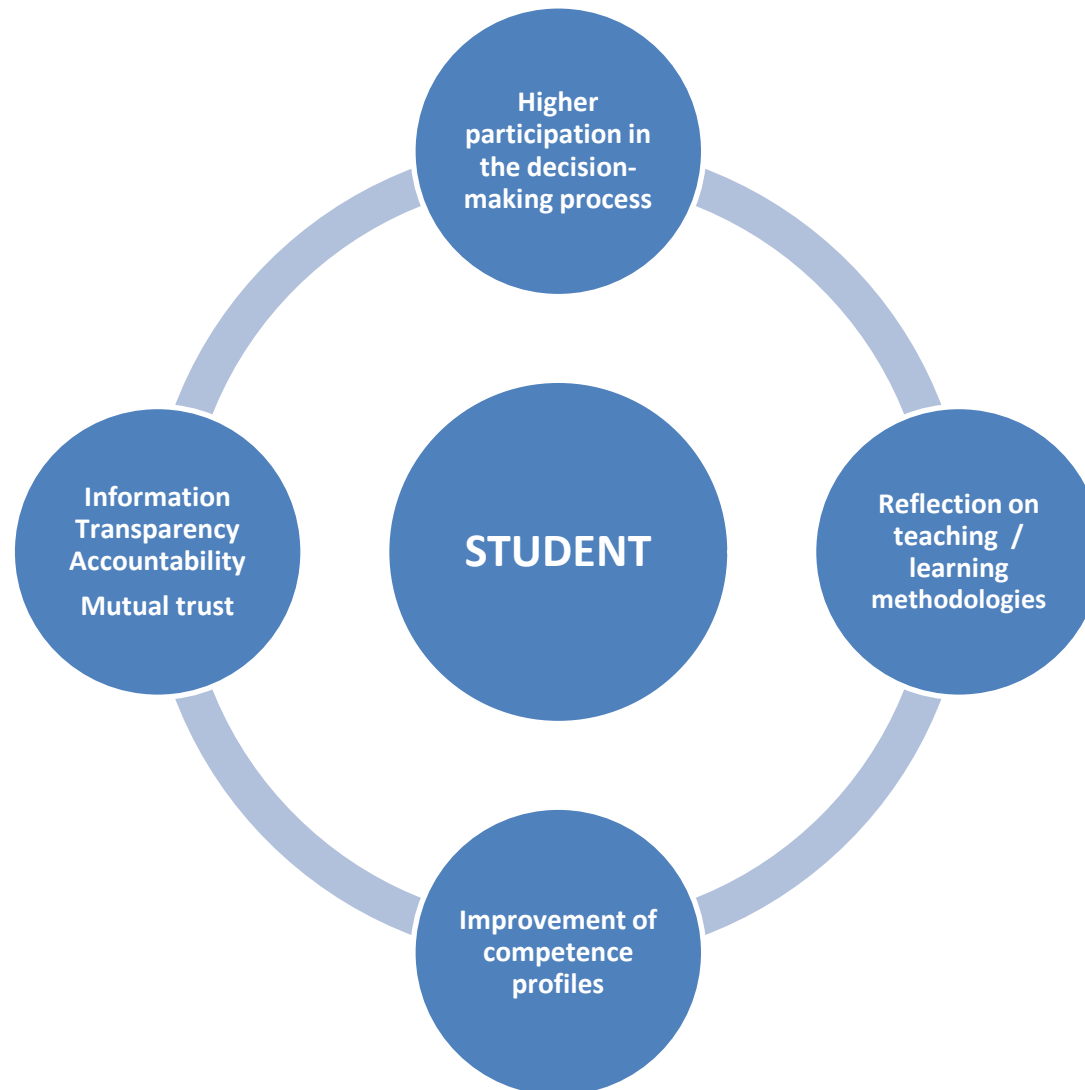 Higher
participation in
the decision-
making process
Information
Transparency
Accountability
Mutual trust
STUDENT
Reflection on
teaching / 
learning
methodologies
Improvement of
competence
profiles